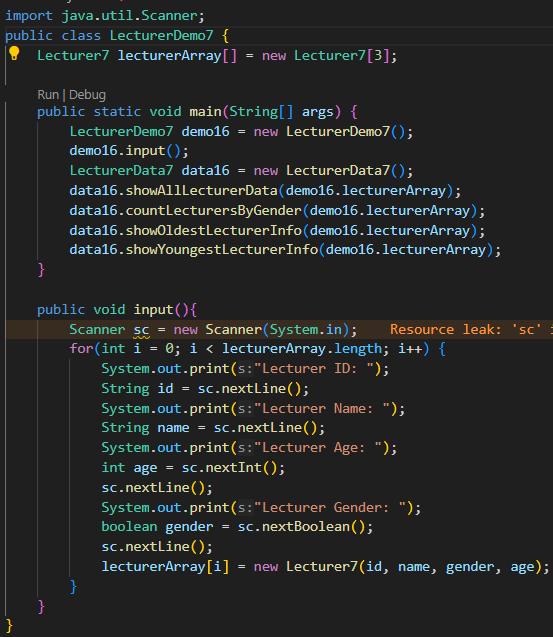 import java.util.Scanner;
public class LecturerDemo7 {
    Lecturer7 lecturerArray[] = new Lecturer7[3];
    Run | Debug
    public static void main(String[] args) {
        LecturerDemo7 demo16 = new LecturerDemo7();
        demo16.input();
        LecturerData7 data16 = new LecturerData7();
        data16.showAllLecturerData(demo16.lecturerArray);
        data16.countLecturersByGender(demo16.lecturerArray);
        data16.showOldestLecturerInfo(demo16.lecturerArray);
        data16.showYoungestLecturerInfo(demo16.lecturerArray);
    }
    public void input(){
        Scanner sc = new Scanner(System.in);    Resource leak: 'sc'
        for(int i = 0; i < lecturerArray.length; i++) {
            System.out.print(s:"Lecturer ID: ");
            String id = sc.nextLine();
            System.out.print(s:"Lecturer Name: ");
            String name = sc.nextLine();
            System.out.print(s:"Lecturer Age: ");
            int age = sc.nextInt();
            sc.nextLine();
            System.out.print(s:"Lecturer Gender: ");
            boolean gender = sc.nextBoolean();
            sc.nextLine();
            lecturerArray[i] = new Lecturer7(id, name, gender, age);
        }
    }
}